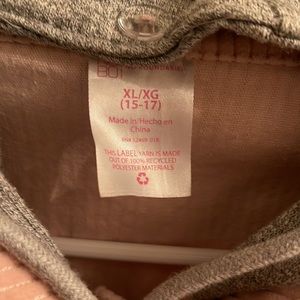 XL/XG
(15-17)
Made in/Hecho en
China
THIS LABEL YARN IS MADE
OUT OF 100% RECYCLED
POLYESTER MATERIALS